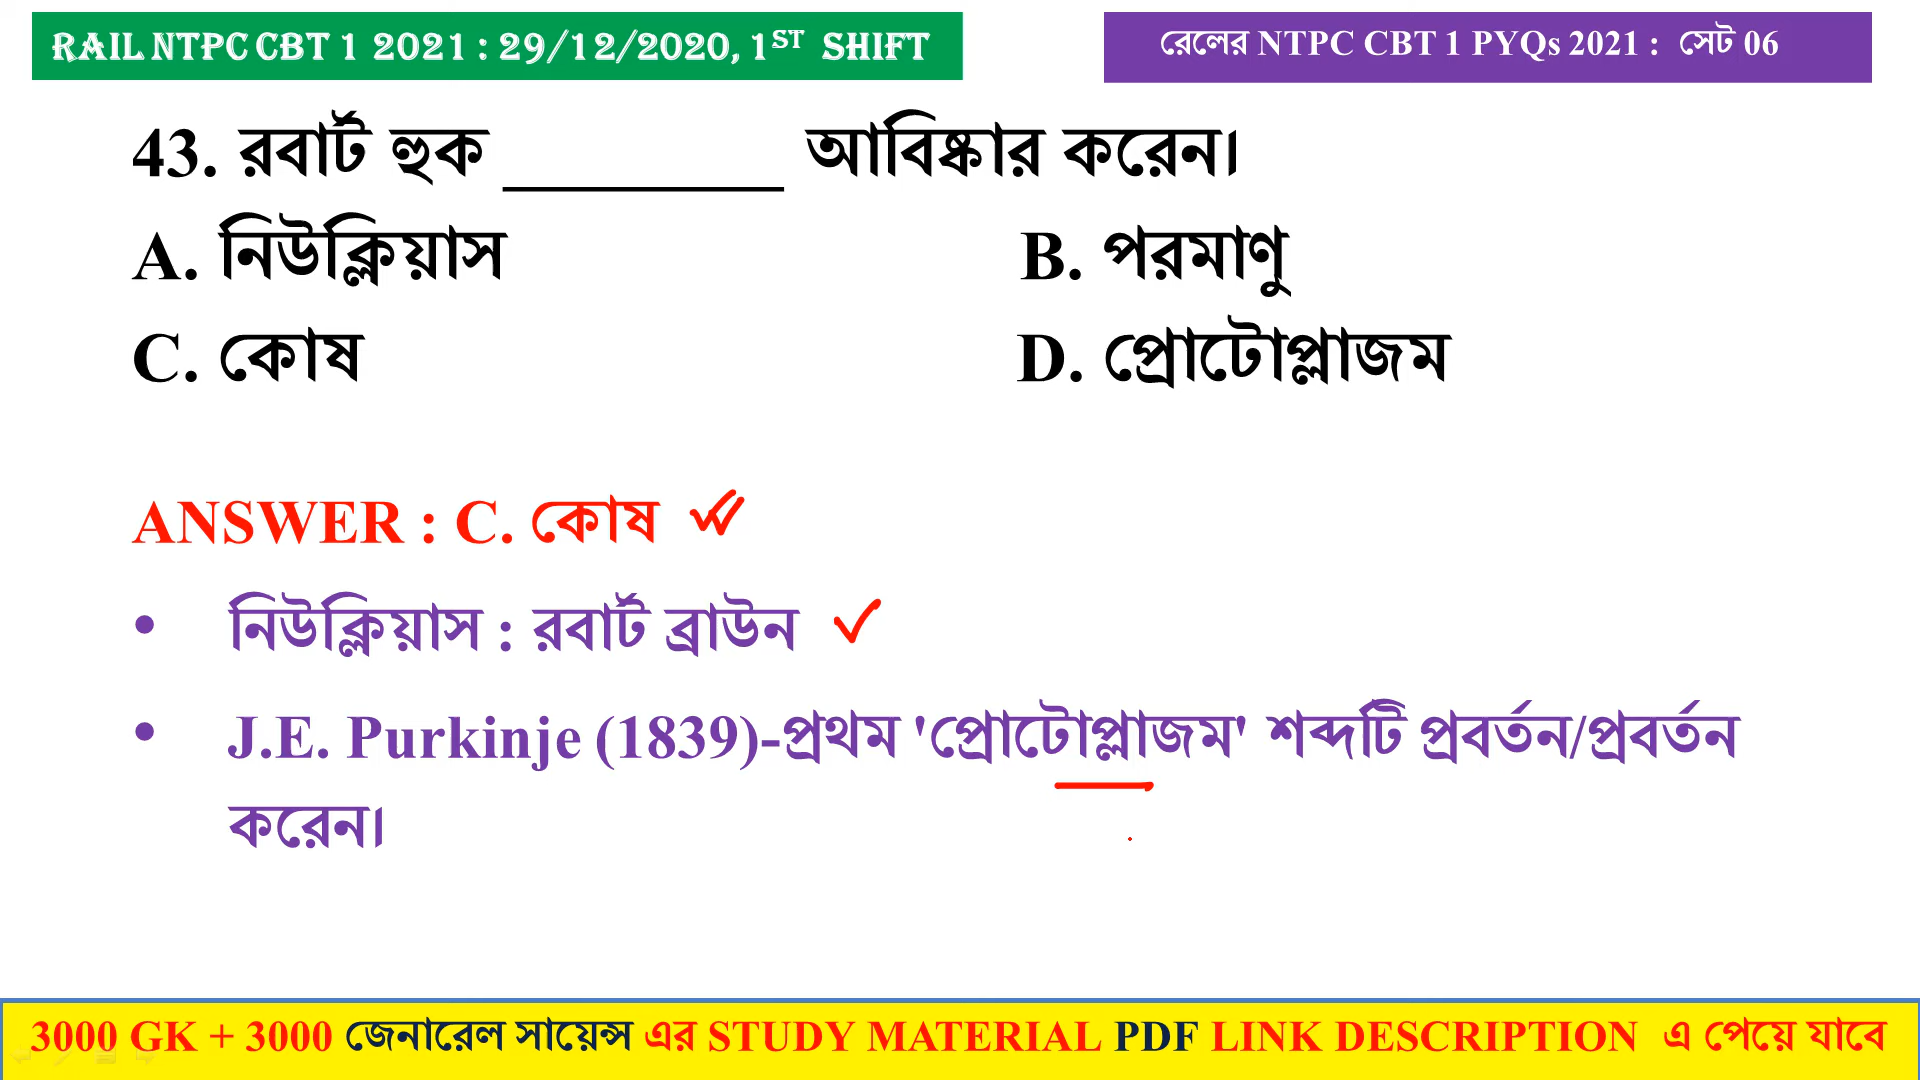 RAIL NTPC CBT 1 2021 : 29/12/2020, 1ST SHIFT
রেলের NTPC CBT 1 PYQs 2021 : সেট 06
43. রবার্ট হুক ________ আবিষ্কার করেন।
A. নিউক্লিয়াস B. পরমাণু
C. কোষ D. প্রোটোপ্লাজম
ANSWER : C. কোষ
• নিউক্লিয়াস : রবার্ট ব্রাউন
• J.E. Purkinje (1839)-প্রথম 'প্রোটোপ্লাজম' শব্দটি প্রবর্তন/প্রবর্তন
করেন।
3000 GK + 3000 জেনারেল সায়েন্স এর STUDY MATERIAL PDF LINK DESCRIPTION এ পেয়ে যাবে